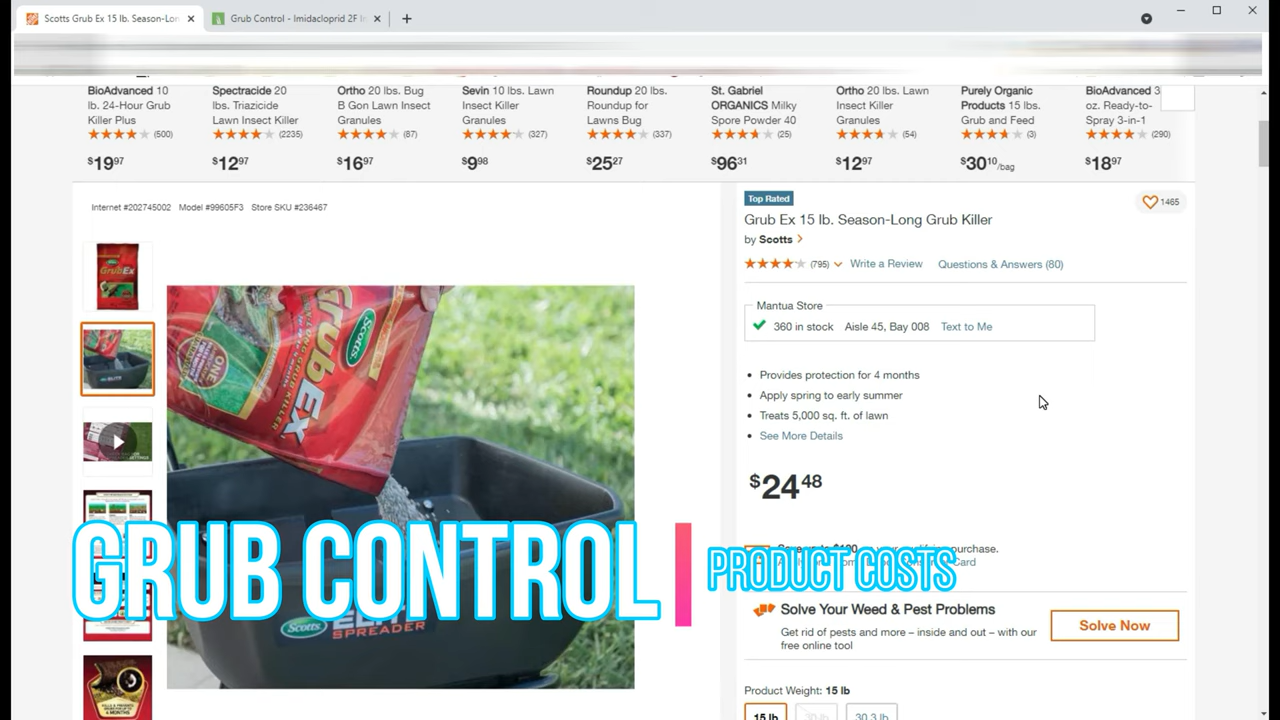 Scotts Grub Ex 15 lb. Season-Lon
Grub Control - Imidacloprid 2F
BioAdvanced 10
lb. 24-Hour Grub
Killer Plus
(500)
$19 97
Spectracide 20
lbs. Triazicide
Lawn Insect Killer
(2235)
$12 97
Ortho 20 lbs. Bug
B Gon Lawn Insect
Granules
(87)
$16 97
Sevin 10 lbs. Lawn
Insect Killer
Granules
(327)
$9 98
Roundup 20 lbs.
Roundup for
Lawns Bug
(337)
$25 27
St. Gabriel
ORGANICS Milky
Spore Powder 40
(25)
$96 31
Ortho 20 lbs. Lawn
Insect Killer
Granules
(54)
$12 97
Purely Organic
Products 15 lbs.
Grub and Feed
(3)
$30 10 /bag
BioAdvanced 3
oz. Ready-to-
Spray 3-in-1
(290)
$18 97
Internet #202745002 Model #99605F3 Store SKU #236467
Top Rated
1465
Grub Ex 15 lb. Season-Long Grub Killer
by Scotts
(795) Write a Review Questions & Answers (80)
Mantua Store
360 in stock Aisle 45, Bay 008 Text to Me
• Provides protection for 4 months
• Apply spring to early summer
• Treats 5,000 sq. ft. of lawn
• See More Details
$24 48
Scotts
GrubEx
GRUB CONTROL
PRODUCT COSTS
Scotts ELITE
SPREADER
Solve Your Weed & Pest Problems
Get rid of pests and more – inside and out – with our
free online tool
Solve Now
Product Weight: 15 lb
15 lb
30 lb
30.3 lb